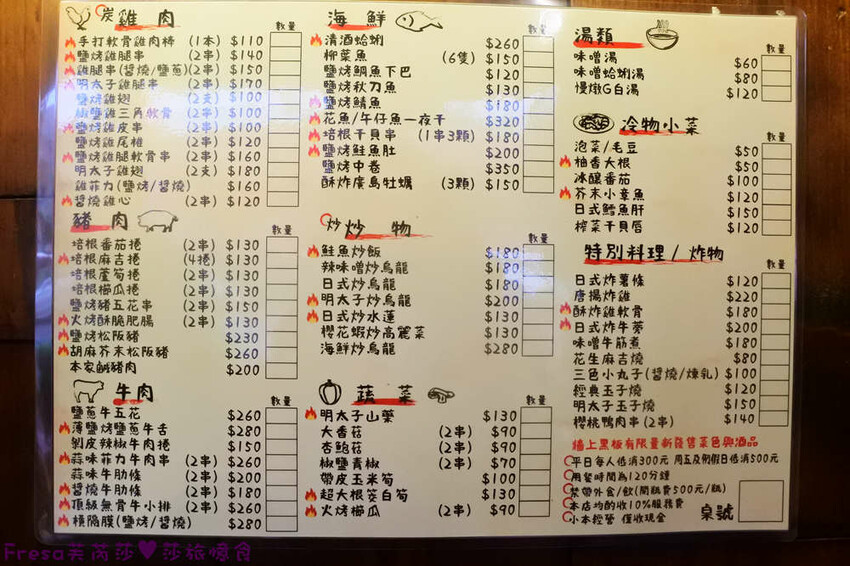 炭 雞肉
數量
手打軟骨雞肉棒 (1本) $110
鹽烤雞腿串 (2串) $140
雞腿串(醬燒/鹽蔥)(2串) $150
明太子雞腿串 (2串) $170
鹽烤雞翅 (2支) $100
椒鹽雞三角軟骨 $100
鹽烤雞皮串 (2串) $100
鹽烤雞尾椎 (2串) $120
鹽烤雞腿軟骨串 (2串) $160
明太子雞翅 (2支) $180
雞菲力(鹽烤/醬燒) $160
醬燒雞心 (2串) $120
豬肉
數量
培根番茄捲 (2串) $130
培根麻吉捲 (4捲) $130
培根蘆筍捲 (2串) $130
培根櫛瓜捲 (2串) $130
鹽烤豬五花串 (2串) $150
火烤酥脆肥腸 (2串) $130
鹽烤松阪豬 $230
胡麻芥末松阪豬 $260
本家鹹豬肉 $200
牛肉
數量
鹽蔥牛五花 $260
薄鹽烤鹽蔥牛舌 $280
剝皮辣椒牛肉捲 $150
蒜味菲力牛肉串 (2串) $260
蒜味牛肋條 (2串) $200
醬燒牛肋條 (2串) $180
頂級無骨牛小排 (2串) $260
橫隔膜(鹽烤/醬燒) $280
海鮮
數量
清酒蛤蜊 $260
柳葉魚 (6隻) $150
鹽烤鯛魚下巴 $120
鹽烤秋刀魚 $130
鹽烤鯖魚 $180
花魚/午仔魚一夜干 $320
培根干貝串 (1串3顆) $180
鹽烤鮭魚肚 $200
鹽烤中卷 $350
酥炸廣島牡蠣 (3顆) $150
炒 炒物
數量
鮭魚炒飯 $180
辣味噌炒烏龍 $180
日式炒烏龍 $180
明太子炒烏龍 $200
日式炒水蓮 $130
櫻花蝦炒高麗菜 $130
海鮮炒烏龍 $280
蔬菜
數量
明太子山藥 $130
大香菇 (2串) $90
杏鮑菇 (2串) $90
椒鹽青椒 (2串) $70
帶皮玉米筍 $100
超大根筊白筍 $130
火烤櫛瓜 (2串) $90
湯類
數量
味噌湯 $60
味噌蛤蜊湯 $80
慢燉G白湯 $120
冷物小菜
數量
泡菜/毛豆 $50
柚香大根 $50
冰釀番茄 $100
芥末小章魚 $120
日式鱈魚肝 $120
榨菜干貝唇 $120
特別料理/炸物
數量
日式炸薯條 $120
唐揚炸雞 $220
酥炸雞軟骨 $200
日式炸牛蒡 $200
味噌牛筋煮 $180
花生麻吉燒 $80
三色小丸子(醬燒/煉乳) $100
經典玉子燒 $120
明太子玉子燒 $150
櫻桃鴨肉串 (2串) $140
牆上黑板有限量新發售菜色與酒品
平日每人低消300元 周五及例假日低消500元
用餐時間為120分鐘
禁帶外食/飲(開瓶費500元/瓶)
本店均酌收10%服務費
小本經營 僅收現金
桌號
Fresa芙芮莎♥莎旅憶食